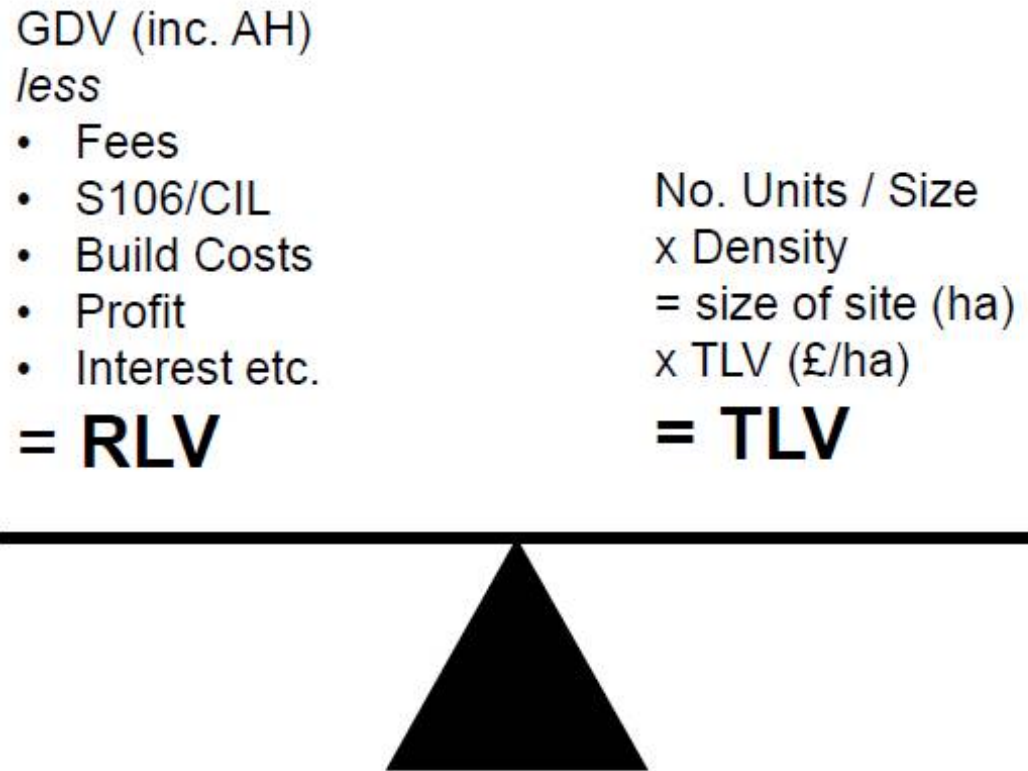 GDV (inc. AH)
less
• Fees
• S106/CIL
• Build Costs
• Profit
• Interest etc.
= RLV
No. Units / Size
x Density
= size of site (ha)
x TLV (£/ha)
= TLV